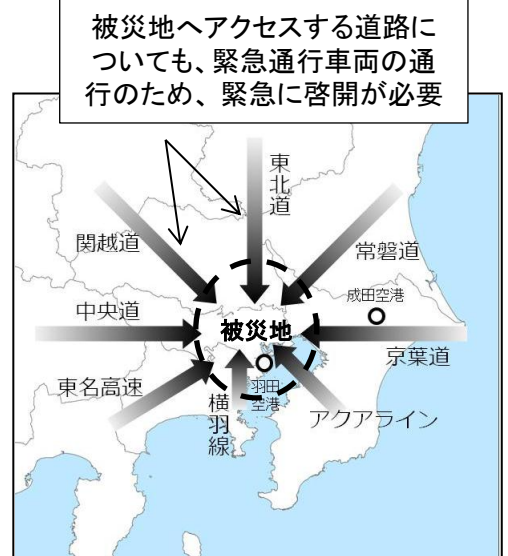 被災地へアクセスする道路に
ついても、緊急通行車両の通
行のため、緊急に啓開が必要
東北道
関越道
常磐道
成田空港
中央道
被災地
京葉道
東名高速
羽田
空港
横羽線
アクアライン